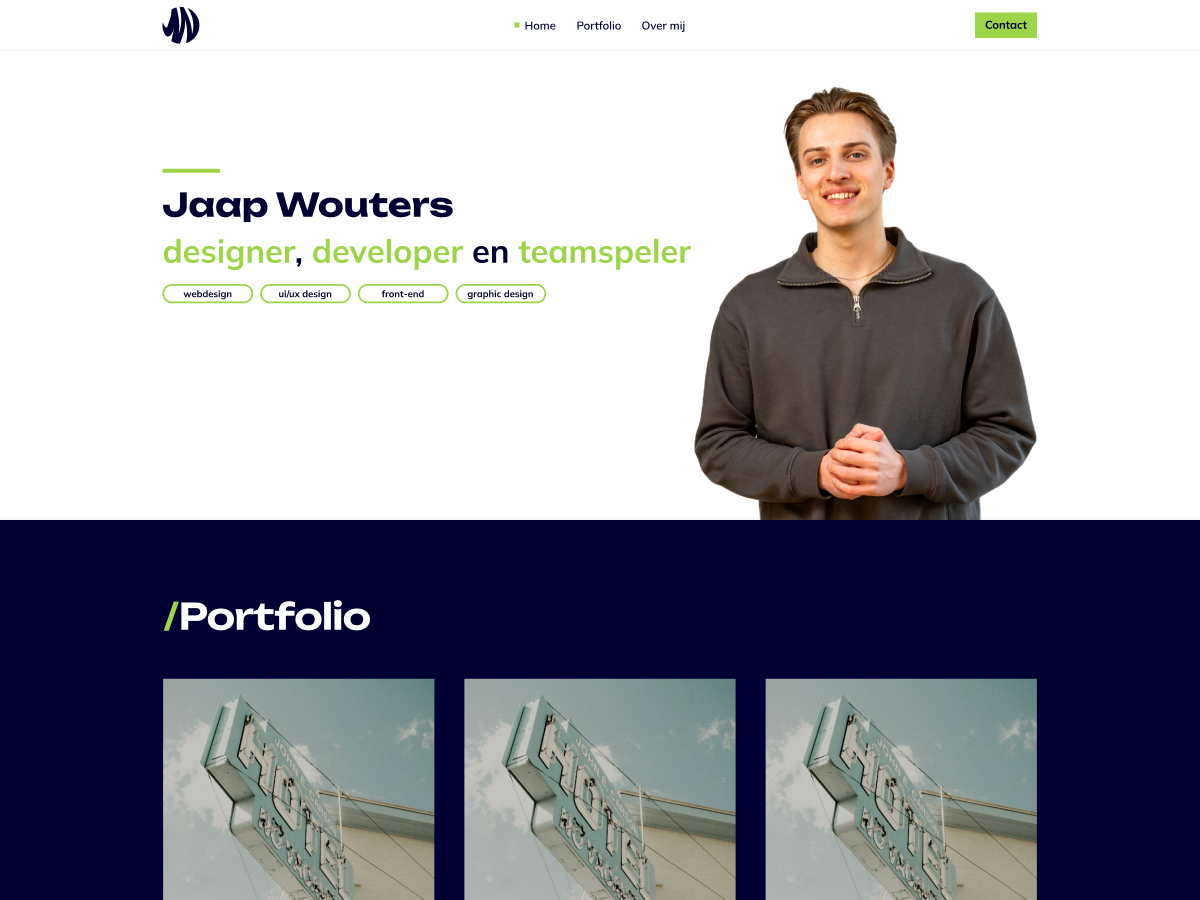 Home Portfolio Over mij Contact
Jaap Wouters
designer, developer en teamspeler
webdesign ui/ux design front-end graphic design
/Portfolio